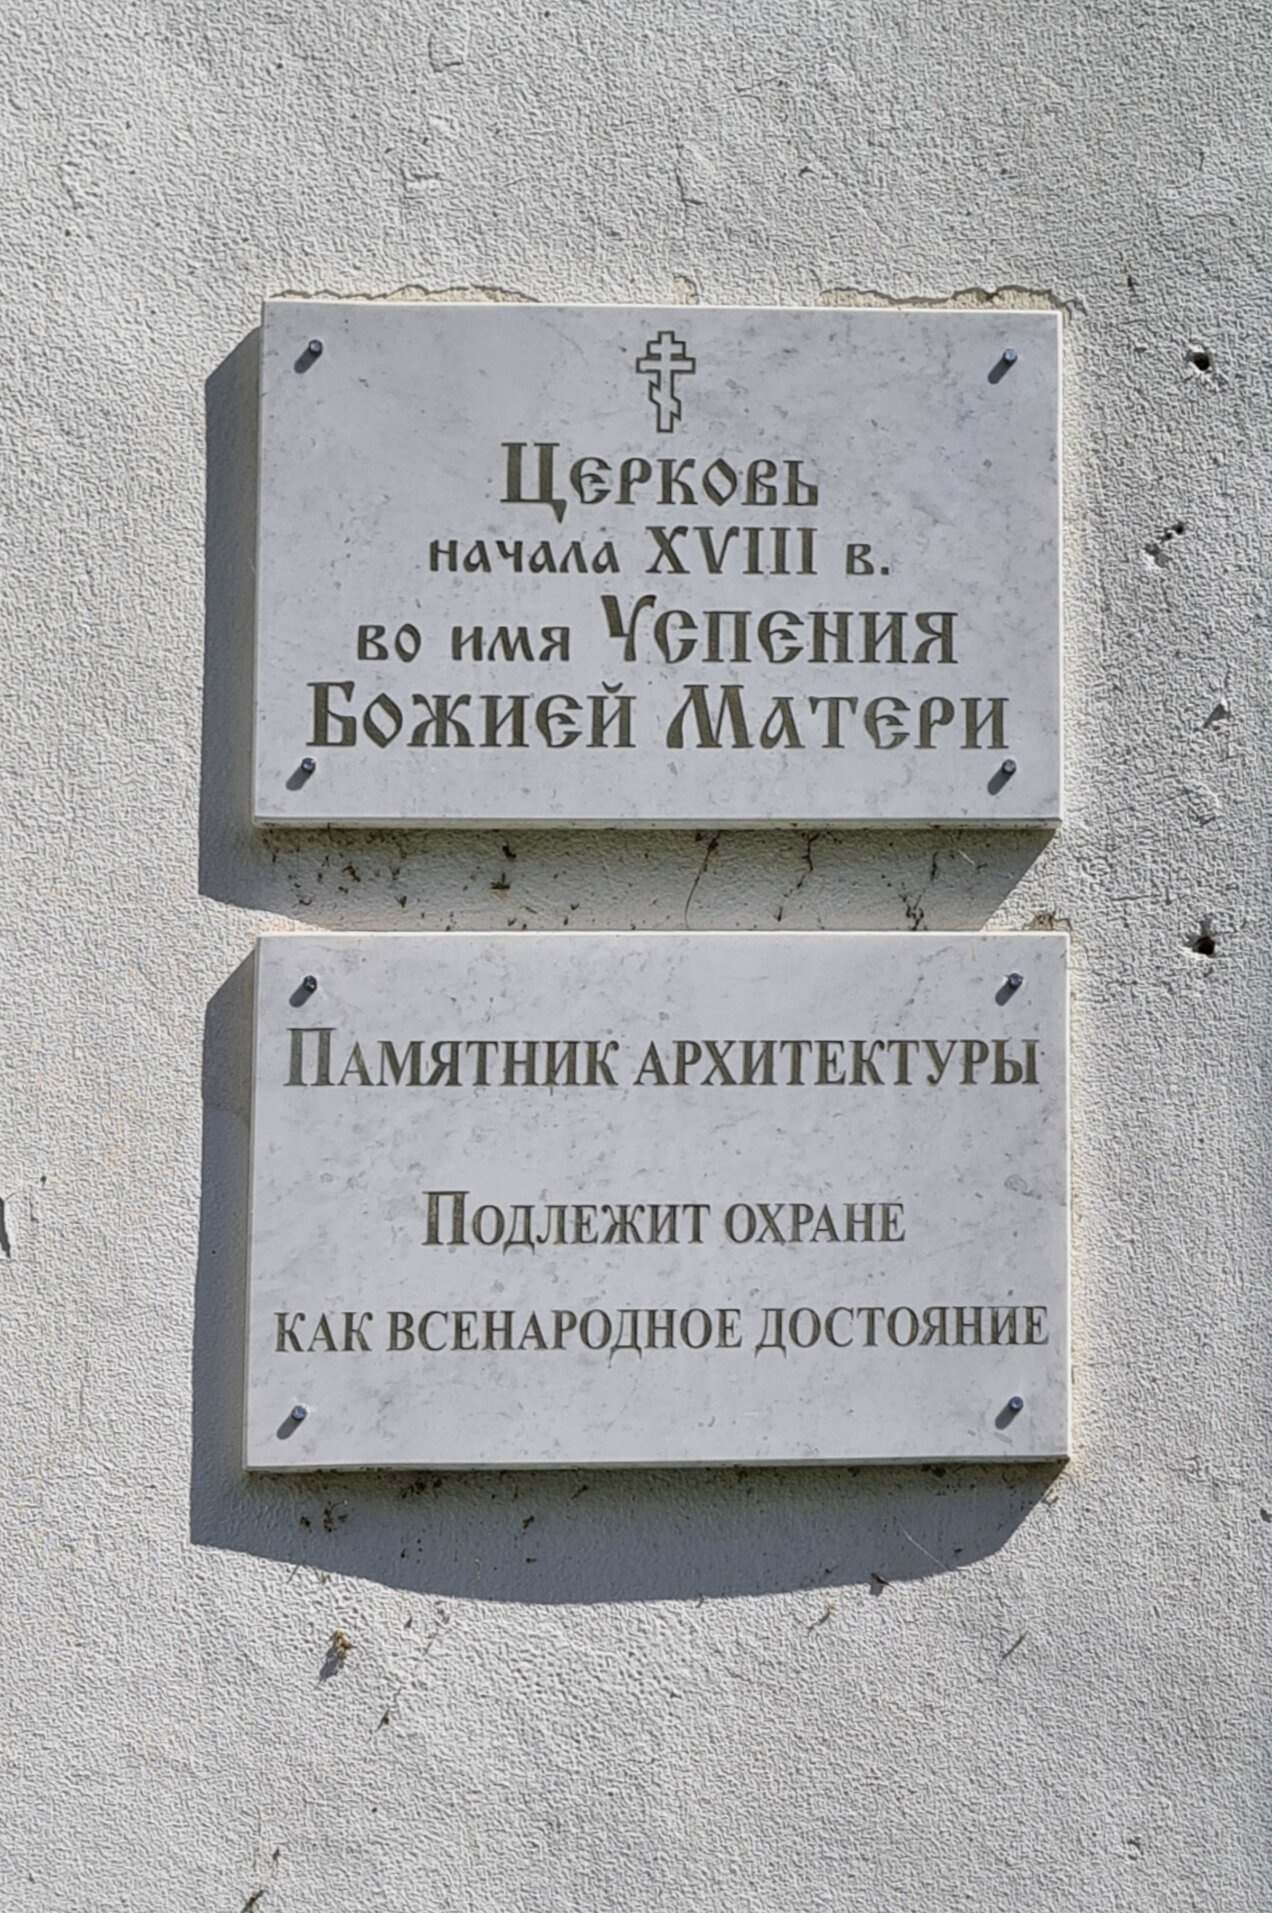 Церковь
начала XVIII в.
во имя Успения
Божией Матери
Памятник архитектуры
Подлежит охране
как всенародное достояние